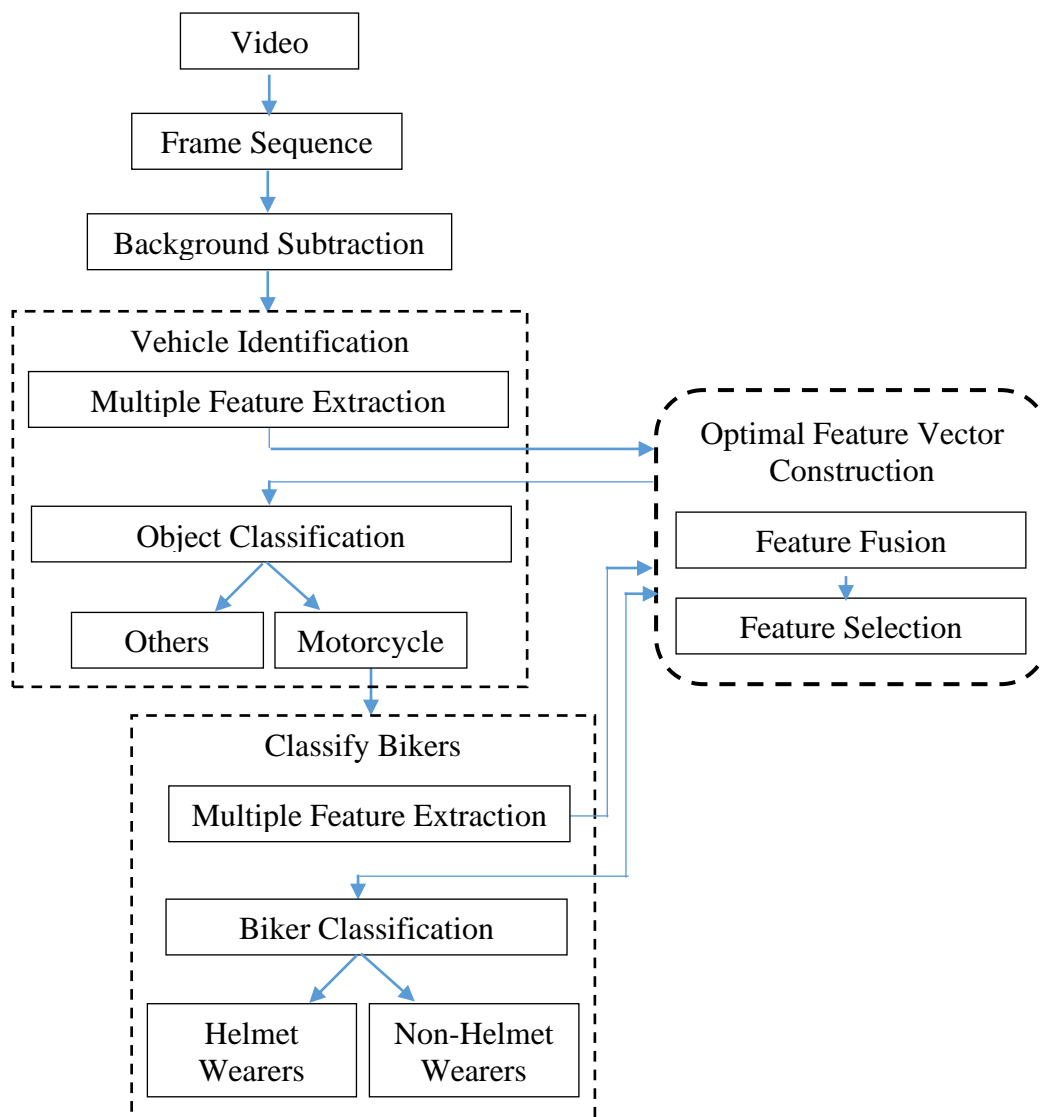 Video
Frame Sequence
Background Subtraction
Vehicle Identification
Multiple Feature Extraction
Optimal Feature Vector
Construction
Object Classification
Feature Fusion
Others
Motorcycle
Feature Selection
Classify Bikers
Multiple Feature Extraction
Biker Classification
Helmet
Wearers
Non-Helmet
Wearers